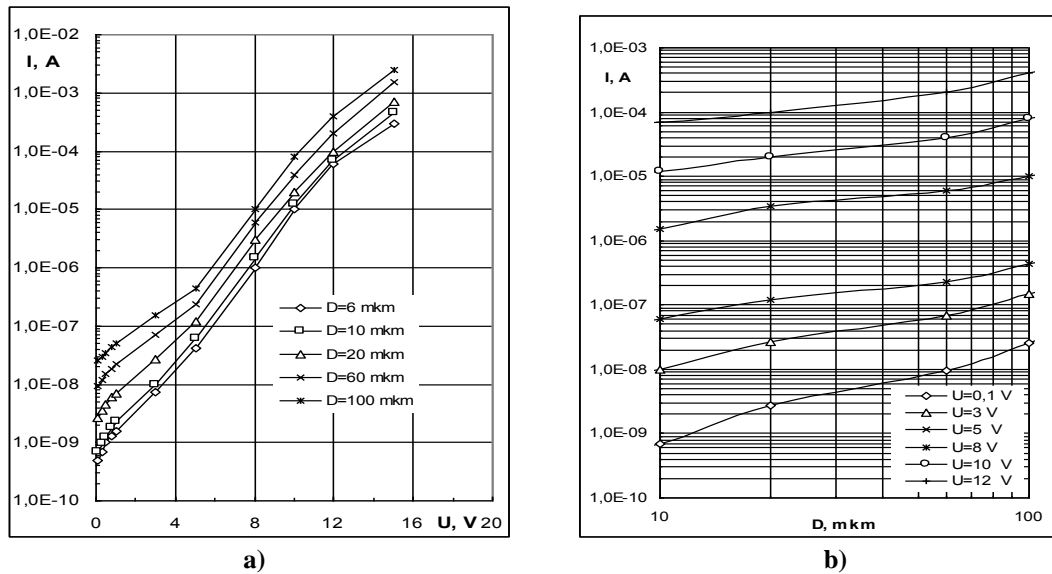 1,0E-02
I, A
1,0E-03
1,0E-04
1,0E-05
1,0E-06
1,0E-07
1,0E-08
1,0E-09
1,0E-10
0 4 8 12 16 20
U, V
D=6 mkm
D=10 mkm
D=20 mkm
D=60 mkm
D=100 mkm
a)
1,0E-03
I, A
1,0E-04
1,0E-05
1,0E-06
1,0E-07
1,0E-08
1,0E-09
1,0E-10
10 100
D, mkm
U=0,1 V
U=3 V
U=5 V
U=8 V
U=10 V
U=12 V
b)